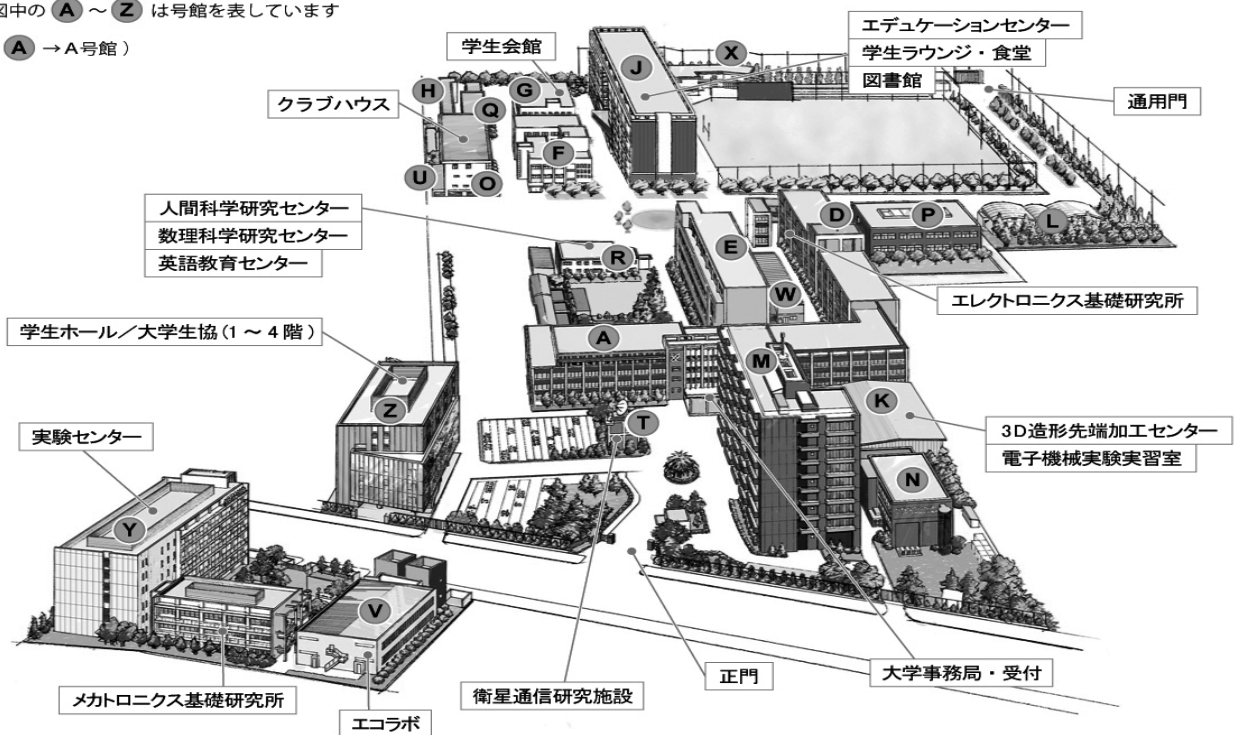 図中の A ～ Z は号館を表しています
A →A号館）
エデュケーションセンター
学生ラウンジ・食堂
図書館
学生会館
クラブハウス
通用門
H
Q
G
J
X
F
U
O
人間科学研究センター
数理科学研究センター
英語教育センター
R
E
D
P
L
W
エレクトロニクス基礎研究所
学生ホール／大学生協（1 ～ 4階）
A
M
Z
T
K
3D造形先端加工センター
電子機械実験実習室
N
実験センター
Y
V
メカトロニクス基礎研究所
エコラボ
衛星通信研究施設
正門
大学事務局・受付